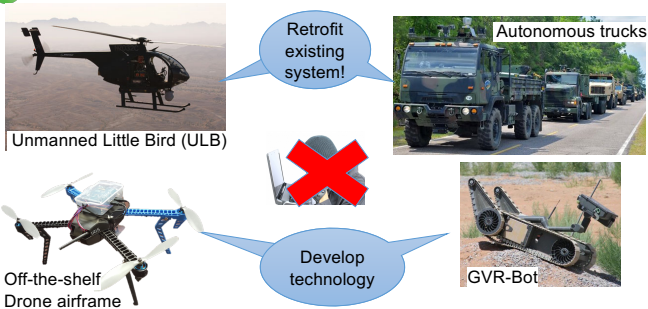 Retrofit
existing
system!
Autonomous trucks
Unmanned Little Bird (ULB)
Develop
technology
Off-the-shelf
Drone airframe
GVR-Bot